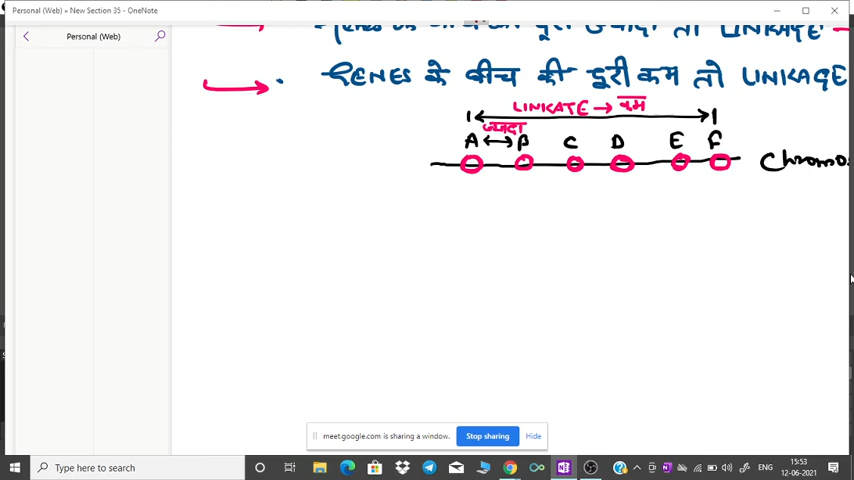 Personal (Web) » New Section 35 - OneNote
Personal (Web)
LINKAGE
GENES के बीच की दूरी कम तो LINKAGE
LINKATE → कम
ज्यादा
A B C D E F
Chromo
meet.google.com is sharing a window. Stop sharing Hide
Type here to search
ENG
15:53
12-06-2021